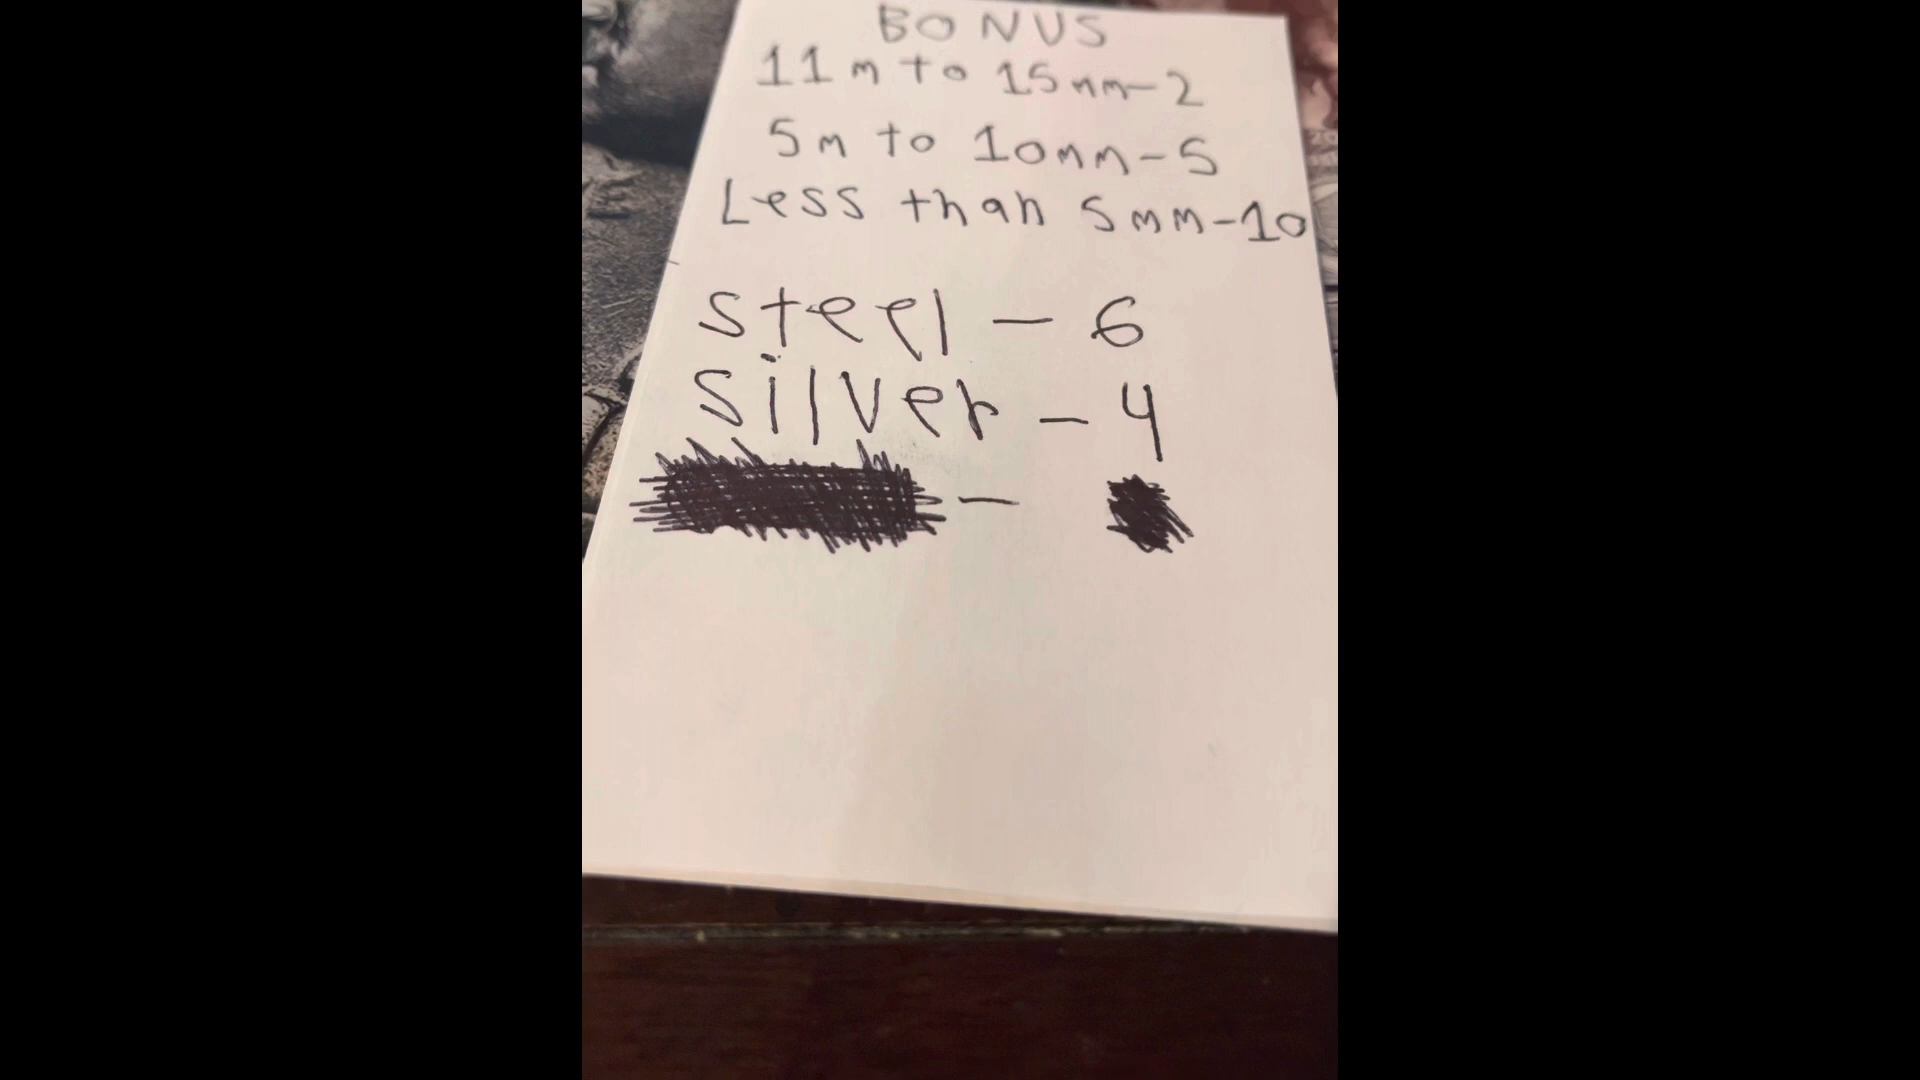 BONUS
11m to 15mm-2
5m to 10mm-5
Less than 5mm-10
steel - 6
silver - 4
-